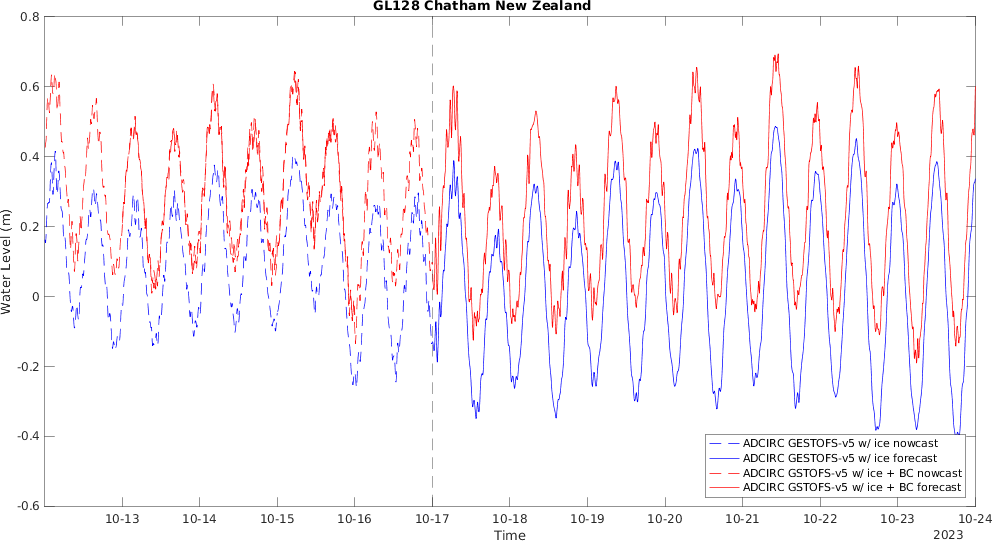 GL128 Chatham New Zealand
0.8
0.6
0.4
0.2
0
-0.2
-0.4
-0.6
Water Level (m)
ADCIRC GESTOFS-v5 w/ ice nowcast
ADCIRC GESTOFS-v5 w/ ice forecast
ADCIRC GSTOFS-v5 w/ ice + BC nowcast
ADCIRC GSTOFS-v5 w/ ice + BC forecast
10-13 10-14 10-15 10-16 10-17 10-18 10-19 10-20 10-21 10-22 10-23 10-24
Time
2023